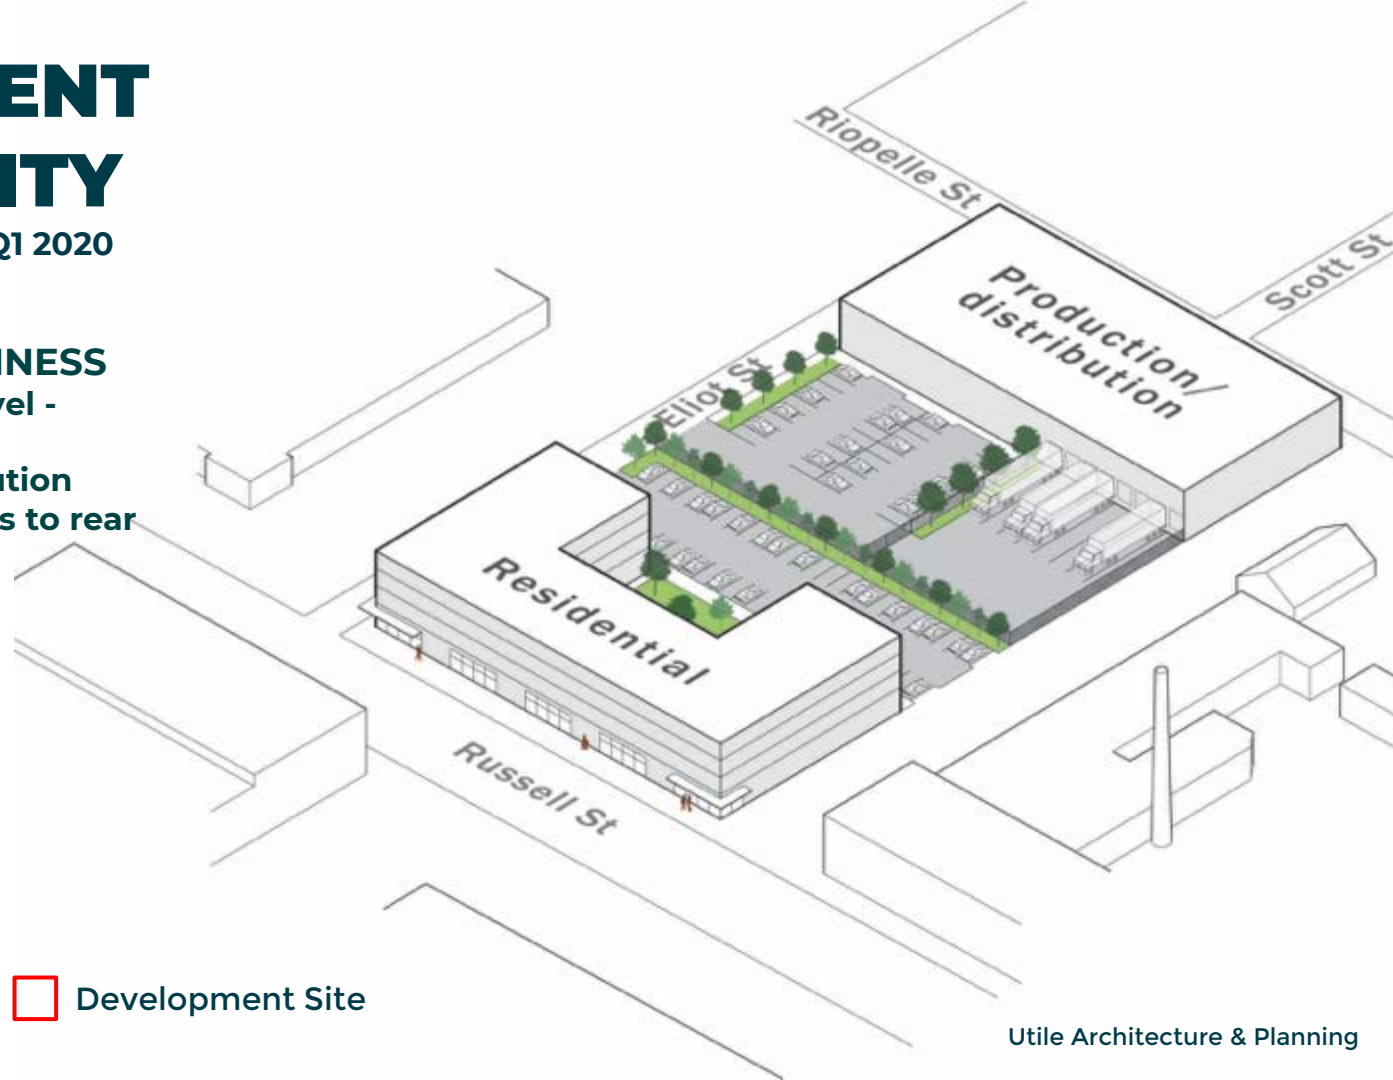 ENT
ITY
Q1 2020
INESS
vel -
ution
s to rear
Riopelle St
Scott St
Production/
distribution
Eliot St
Residential
Russell St
Development Site
Utile Architecture & Planning